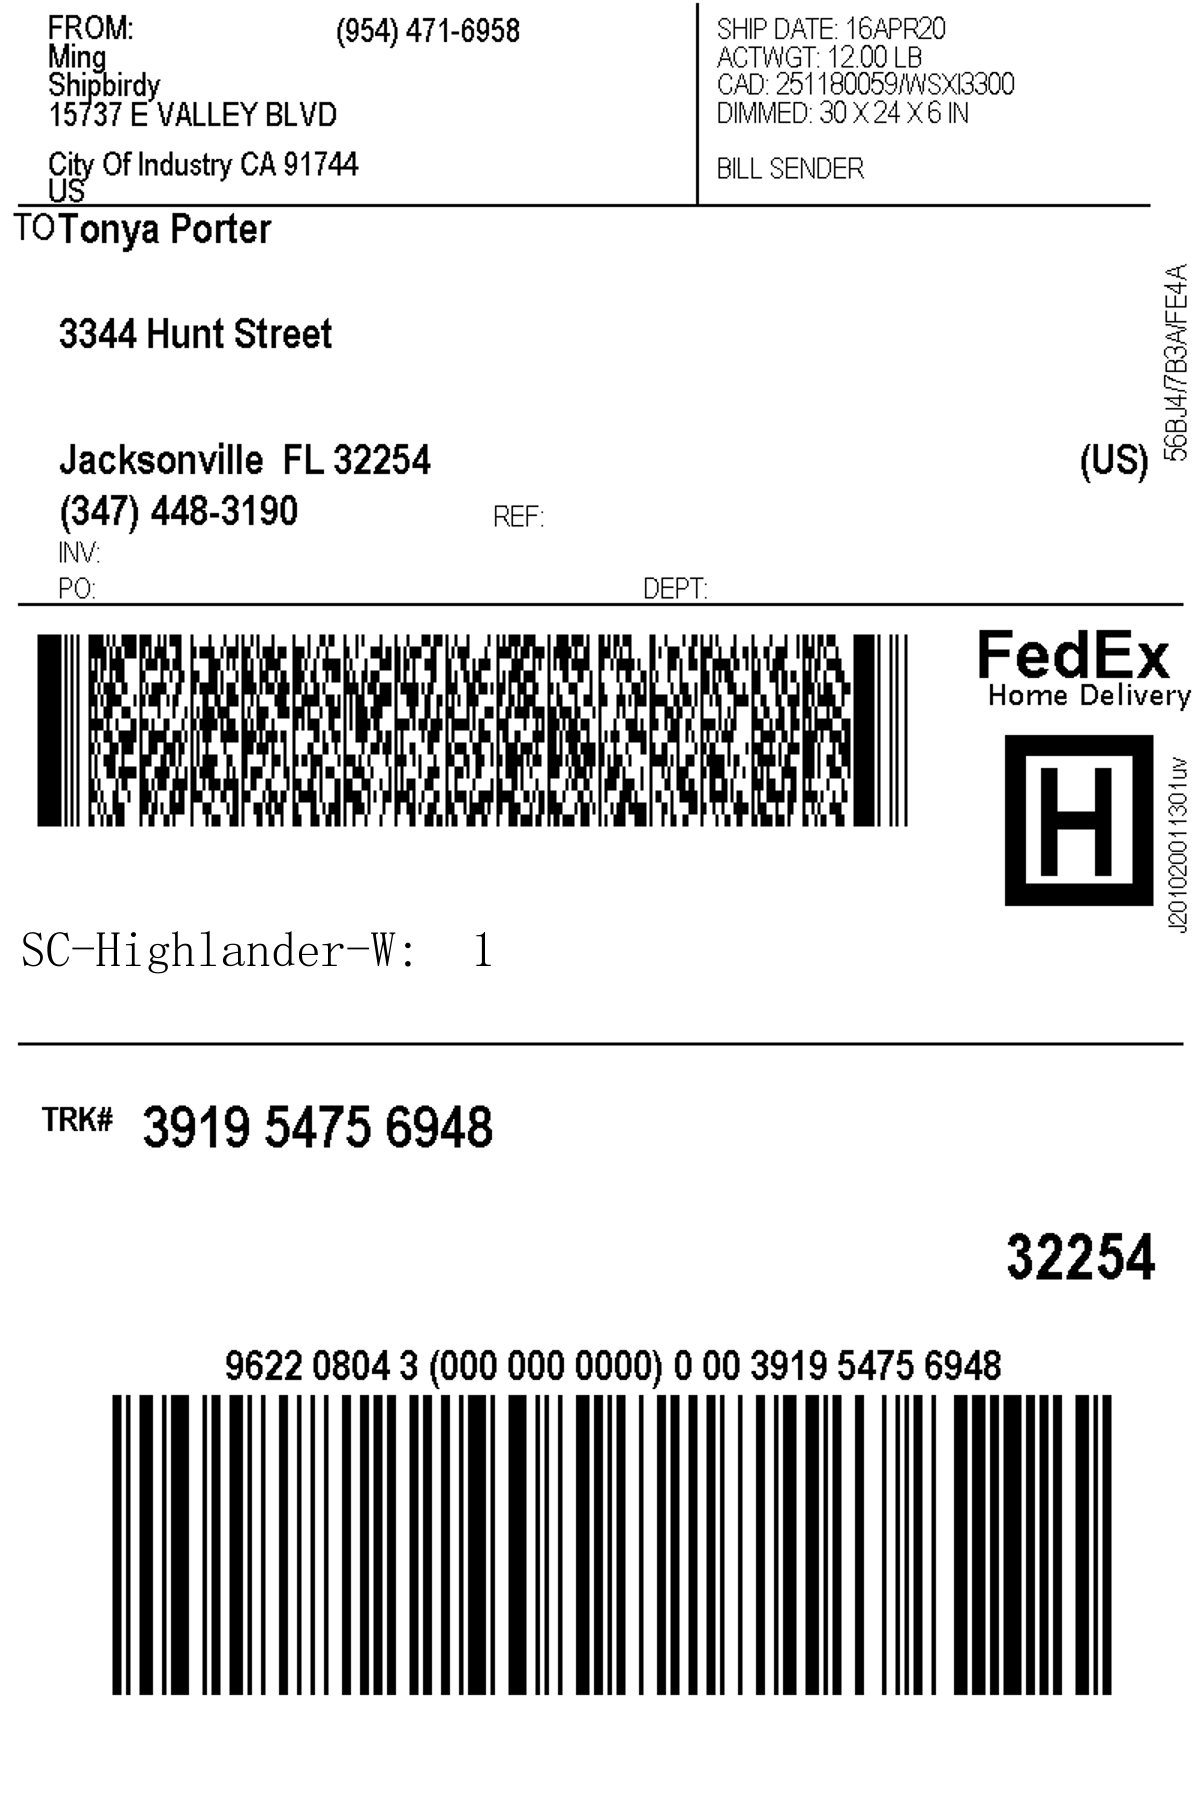 FROM: (954) 471-6958
Ming
Shipbirdy
15737 E VALLEY BLVD
City Of Industry CA 91744
US
SHIP DATE: 16APR20
ACTWGT: 12.00 LB
CAD: 251180059/WSXI3300
DIMMED: 30 X 24 X 6 IN
BILL SENDER
TO Tonya Porter
3344 Hunt Street
Jacksonville FL 32254 (US)
(347) 448-3190 REF:
INV:
PO: DEPT:
56BJ4/7B3A/FE4A
FedEx
Home Delivery
H
J201020011301uv
SC-Highlander-W: 1
TRK# 3919 5475 6948
32254
9622 0804 3 (000 000 0000) 0 00 3919 5475 6948